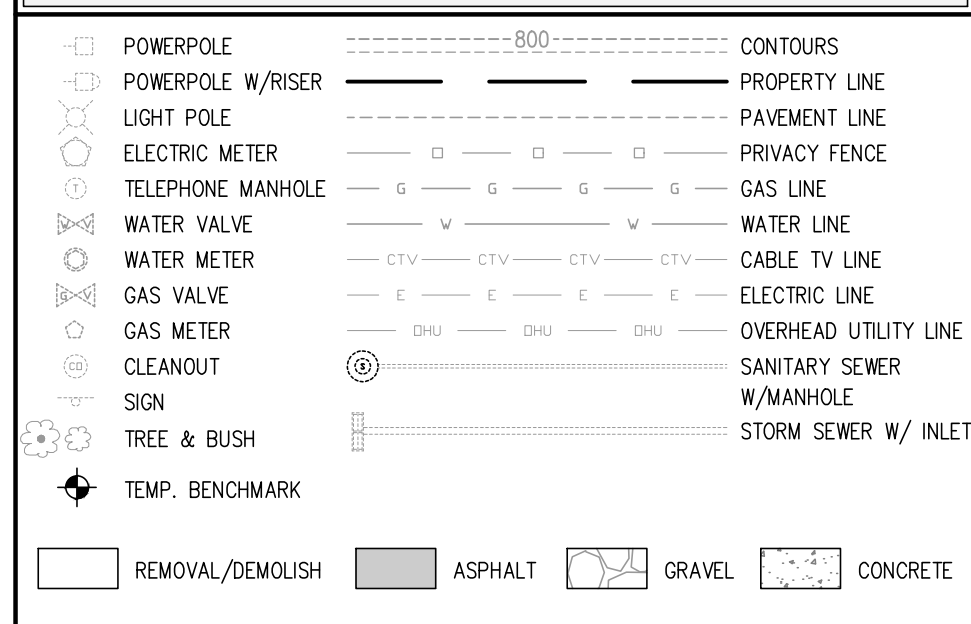 POWERPOLE
POWERPOLE W/RISER
LIGHT POLE
ELECTRIC METER
T TELEPHONE MANHOLE
W V WATER VALVE
WATER METER
G V GAS VALVE
GAS METER
CO CLEANOUT
SIGN
TREE & BUSH
TEMP. BENCHMARK
800 CONTOURS
PROPERTY LINE
PAVEMENT LINE
PRIVACY FENCE
G G G G GAS LINE
W W WATER LINE
CTV CTV CTV CTV CABLE TV LINE
E E E E ELECTRIC LINE
OHU OHU OHU OVERHEAD UTILITY LINE
S SANITARY SEWER
W/MANHOLE
STORM SEWER W/ INLET
REMOVAL/DEMOLISH ASPHALT GRAVEL CONCRETE